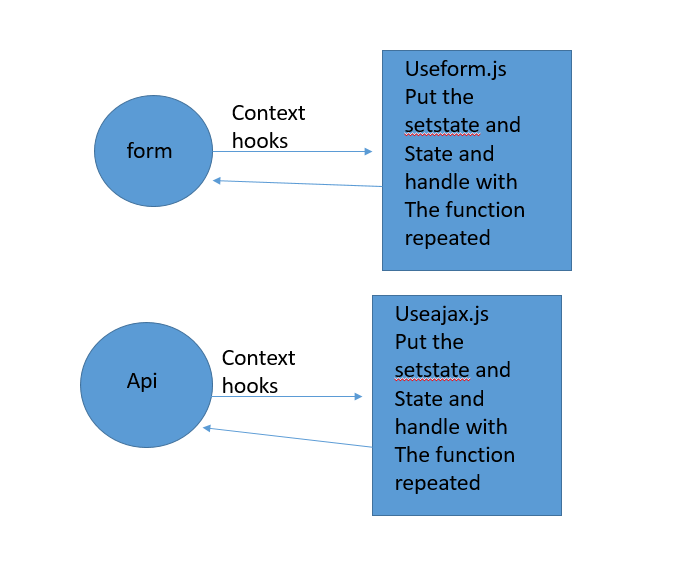 form
Context
hooks
Useform.js
Put the
setstate and
State and
handle with
The function
repeated
Api
Context
hooks
Useajax.js
Put the
setstate and
State and
handle with
The function
repeated